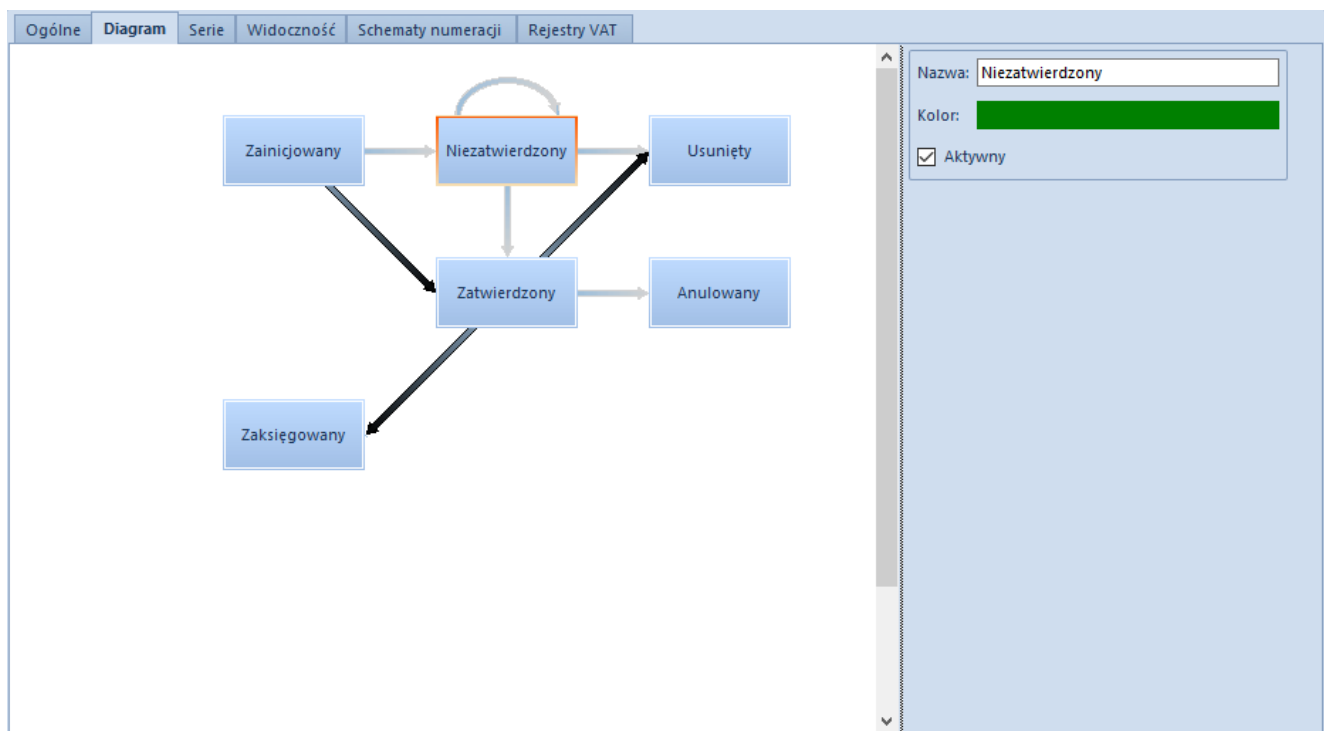 Ogólne Diagram Serie Widoczność Schematy numeracji Rejestry VAT
Nazwa: Niezatwierdzony
Kolor:
Aktywny
Zainicjowany Niezatwierdzony Usunięty
Zatwierdzony Anulowany
Zaksięgowany